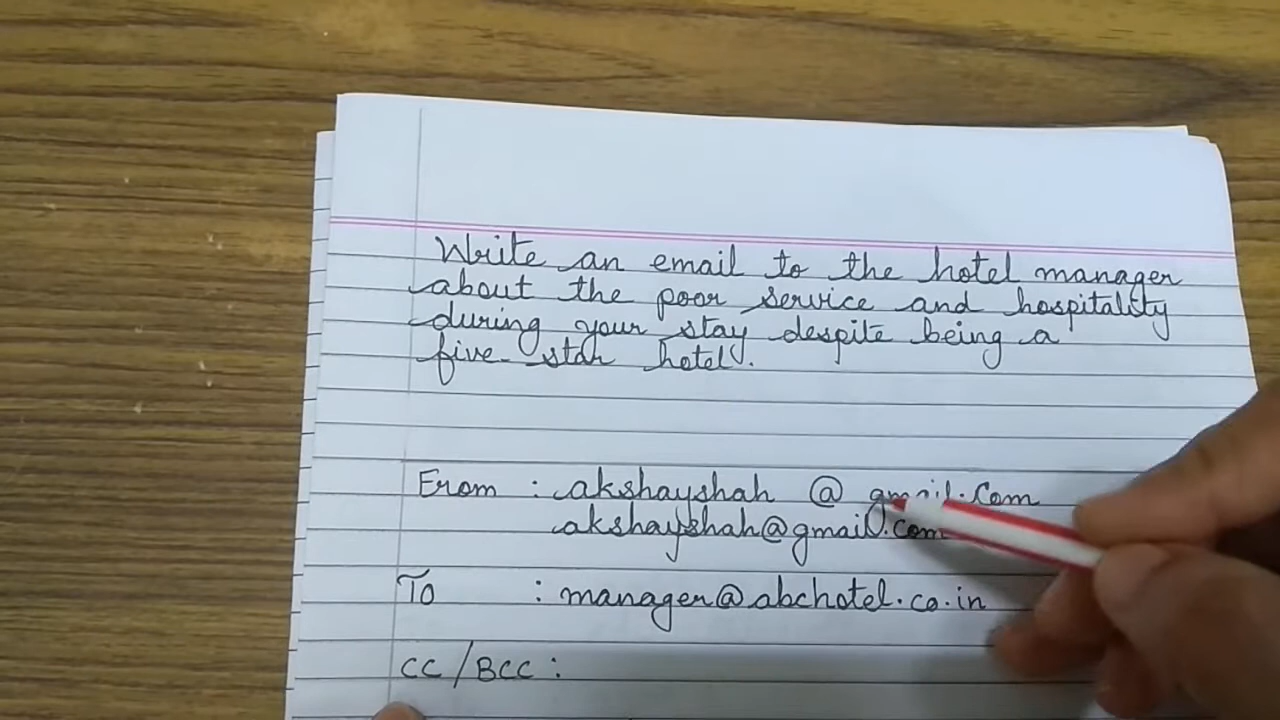 Write an email to the hotel manager
about the poor service and hospitality
during your stay despite being a
five-star hotel.
From : akshayshah @ gmail.com
akshayshah@gmail.com
To : manager@abchotel.co.in
CC/BCC :